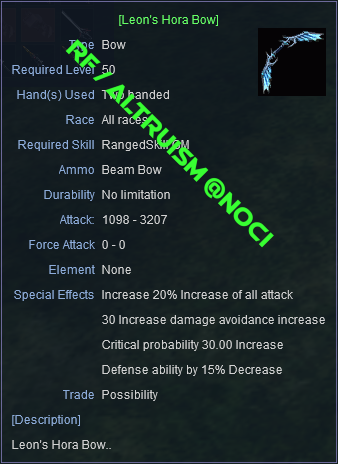 [Leon's Hora Bow]
Type Bow
Required Level 50
Hand(s) Used Two handed
Race All races
Required Skill RangedSkill GM
Ammo Beam Bow
Durability No limitation
Attack: 1098 - 3207
Force Attack 0 - 0
Element None
Special Effects Increase 20% Increase of all attack
30 Increase damage avoidance increase
Critical probability 30.00 Increase
Defense ability by 15% Decrease
Trade Possibility
[Description]
Leon's Hora Bow..
RF7 ALTRUISM @NOCI